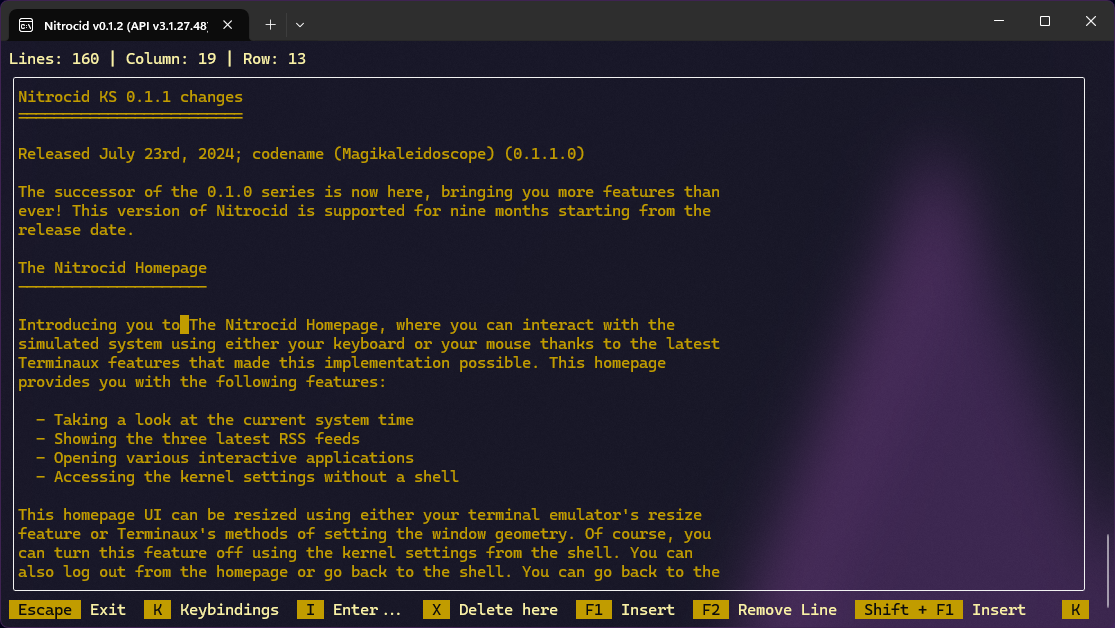 Nitrocid v0.1.2 (API v3.1.27.48)
Lines: 160 | Column: 19 | Row: 13
Nitrocid KS 0.1.1 changes
=========================
Released July 23rd, 2024; codename (Magikaleidoscope) (0.1.1.0)
The successor of the 0.1.0 series is now here, bringing you more features than
ever! This version of Nitrocid is supported for nine months starting from the
release date.
The Nitrocid Homepage
---------------------
Introducing you to The Nitrocid Homepage, where you can interact with the
simulated system using either your keyboard or your mouse thanks to the latest
Terminaux features that made this implementation possible. This homepage
provides you with the following features:
- Taking a look at the current system time
- Showing the three latest RSS feeds
- Opening various interactive applications
- Accessing the kernel settings without a shell
This homepage UI can be resized using either your terminal emulator's resize
feature or Terminaux's methods of setting the window geometry. Of course, you
can turn this feature off using the kernel settings from the shell. You can
also log out from the homepage or go back to the shell. You can go back to the
Escape Exit K Keybindings I Enter... X Delete here F1 Insert F2 Remove Line Shift + F1 Insert K